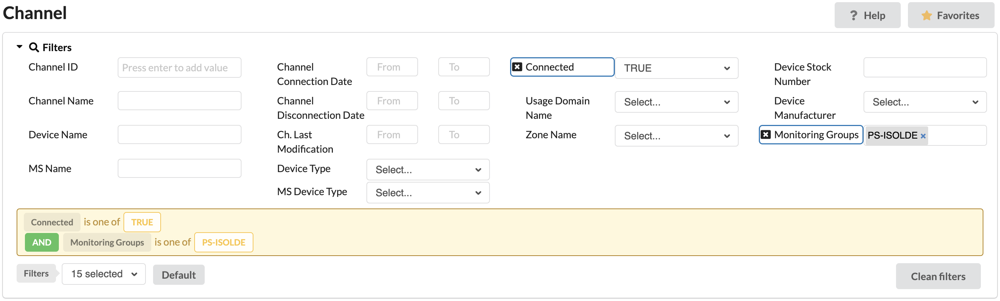 Channel
? Help
Favorites
Filters
Channel ID
Press enter to add value
Channel Name
Device Name
MS Name
Channel
Connection Date
From
To
Channel
Disconnection Date
From
To
Ch. Last
Modification
From
To
Device Type
Select...
MS Device Type
Select...
Connected
TRUE
Usage Domain
Name
Select...
Zone Name
Select...
Device Stock
Number
Device
Manufacturer
Select...
Monitoring Groups
PS-ISOLDE ×
Connected is one of TRUE
AND Monitoring Groups is one of PS-ISOLDE
Filters
15 selected
Default
Clean filters